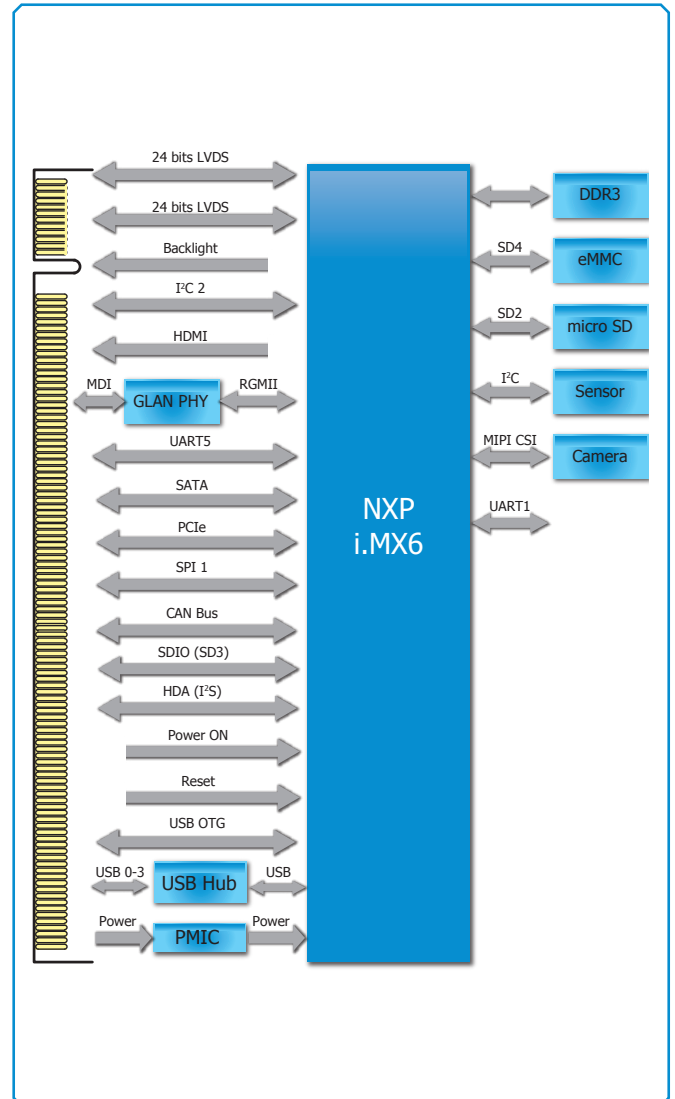 24 bits LVDS
24 bits LVDS
Backlight
I²C 2
HDMI
MDI
GLAN PHY
RGMII
UART5
SATA
PCIe
SPI 1
CAN Bus
SDIO (SD3)
HDA (I²S)
Power ON
Reset
USB OTG
USB 0-3
USB Hub
USB
Power
PMIC
Power
NXP
i.MX6
DDR3
SD4
eMMC
SD2
micro SD
I²C
Sensor
MIPI CSI
Camera
UART1